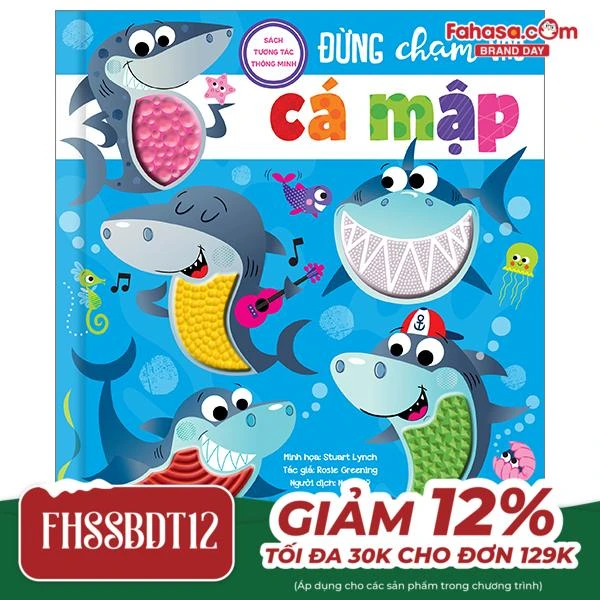 Fahasa.com
BRAND DAY
SÁCH
TƯƠNG TÁC
THÔNG MINH
ĐỪNG chạm
cá mập
Minh họa: Stuart Lynch
Tác giả: Rosie Greening
Người dịch:
FHSSBDT12
GIẢM 12%
TỐI ĐA 30K CHO ĐƠN 129K
(Áp dụng cho các sản phẩm trong chương trình)